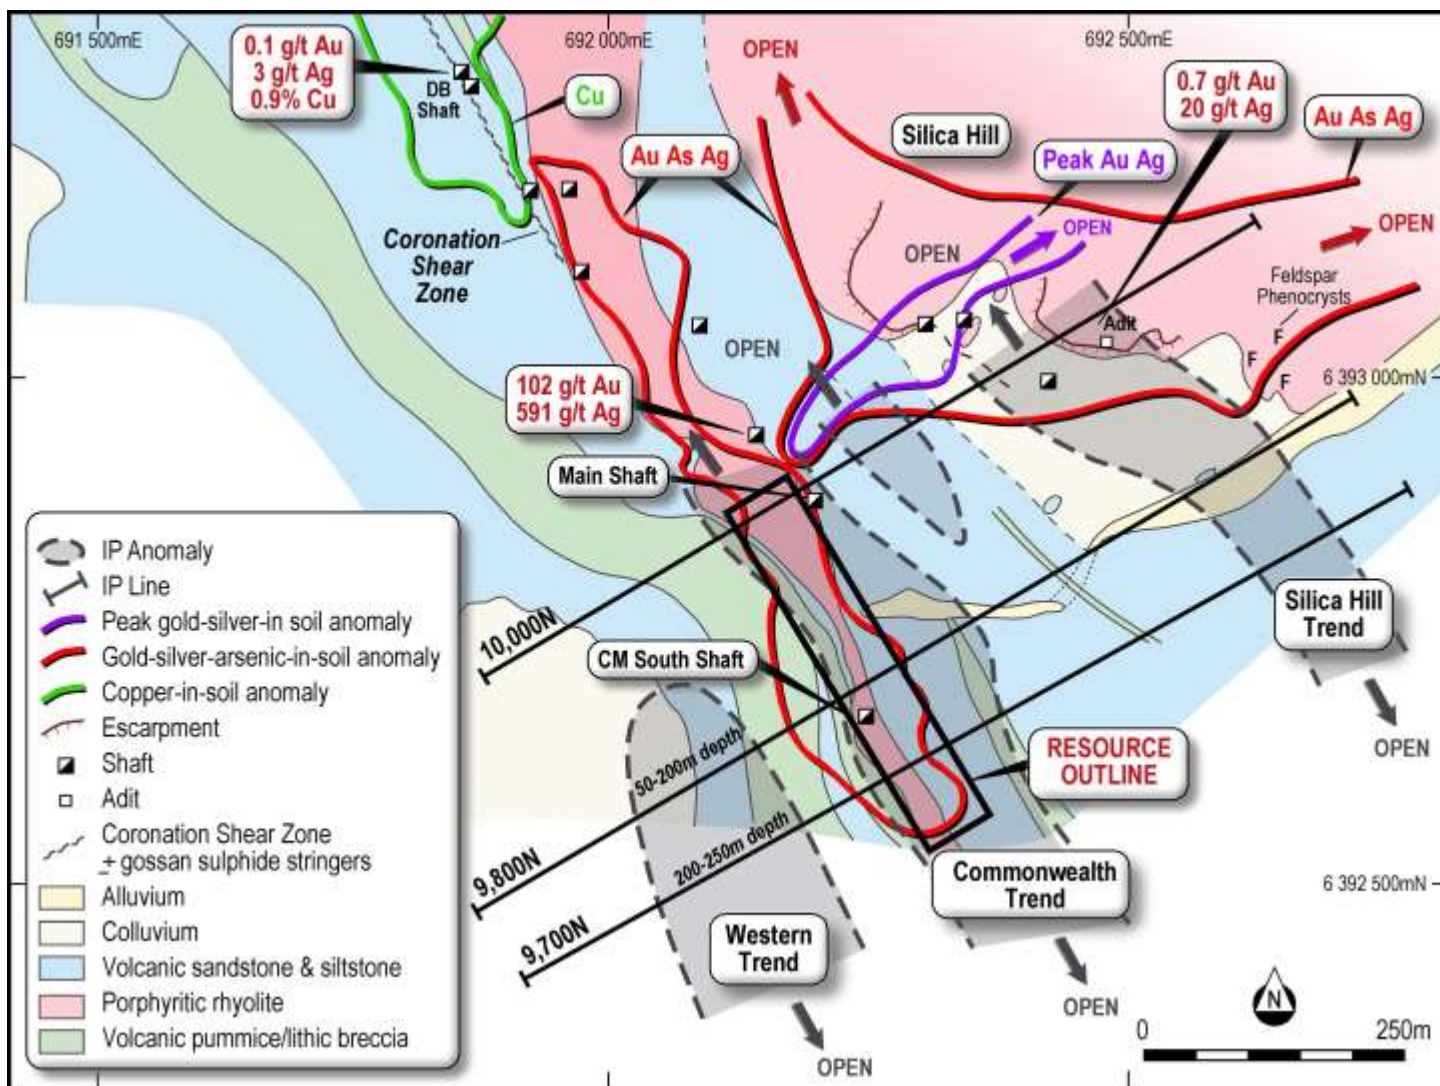 691 500mE
692 000mE
692 500mE
0.1 g/t Au
3 g/t Ag
0.9% Cu
DB
Shaft
Cu
Au As Ag
OPEN
Silica Hill
Peak Au Ag
0.7 g/t Au
20 g/t Ag
Au As Ag
OPEN
OPEN
OPEN
Coronation
Shear
Zone
Feldspar
Phenocrysts
Adit
F
F
F
OPEN
6 393 000mN
102 g/t Au
591 g/t Ag
Main Shaft
IP Anomaly
IP Line
Peak gold-silver-in soil anomaly
Gold-silver-arsenic-in-soil anomaly
Copper-in-soil anomaly
Escarpment
Shaft
Adit
Coronation Shear Zone
+ gossan sulphide stringers
Alluvium
Colluvium
Volcanic sandstone & siltstone
Porphyritic rhyolite
Volcanic pummice/lithic breccia
10,000N
CM South Shaft
Silica Hill
Trend
OPEN
50-200m depth
RESOURCE
OUTLINE
200-250m depth
9,800N
9,700N
Commonwealth
Trend
6 392 500mN
Western
Trend
OPEN
OPEN
N
0
250m